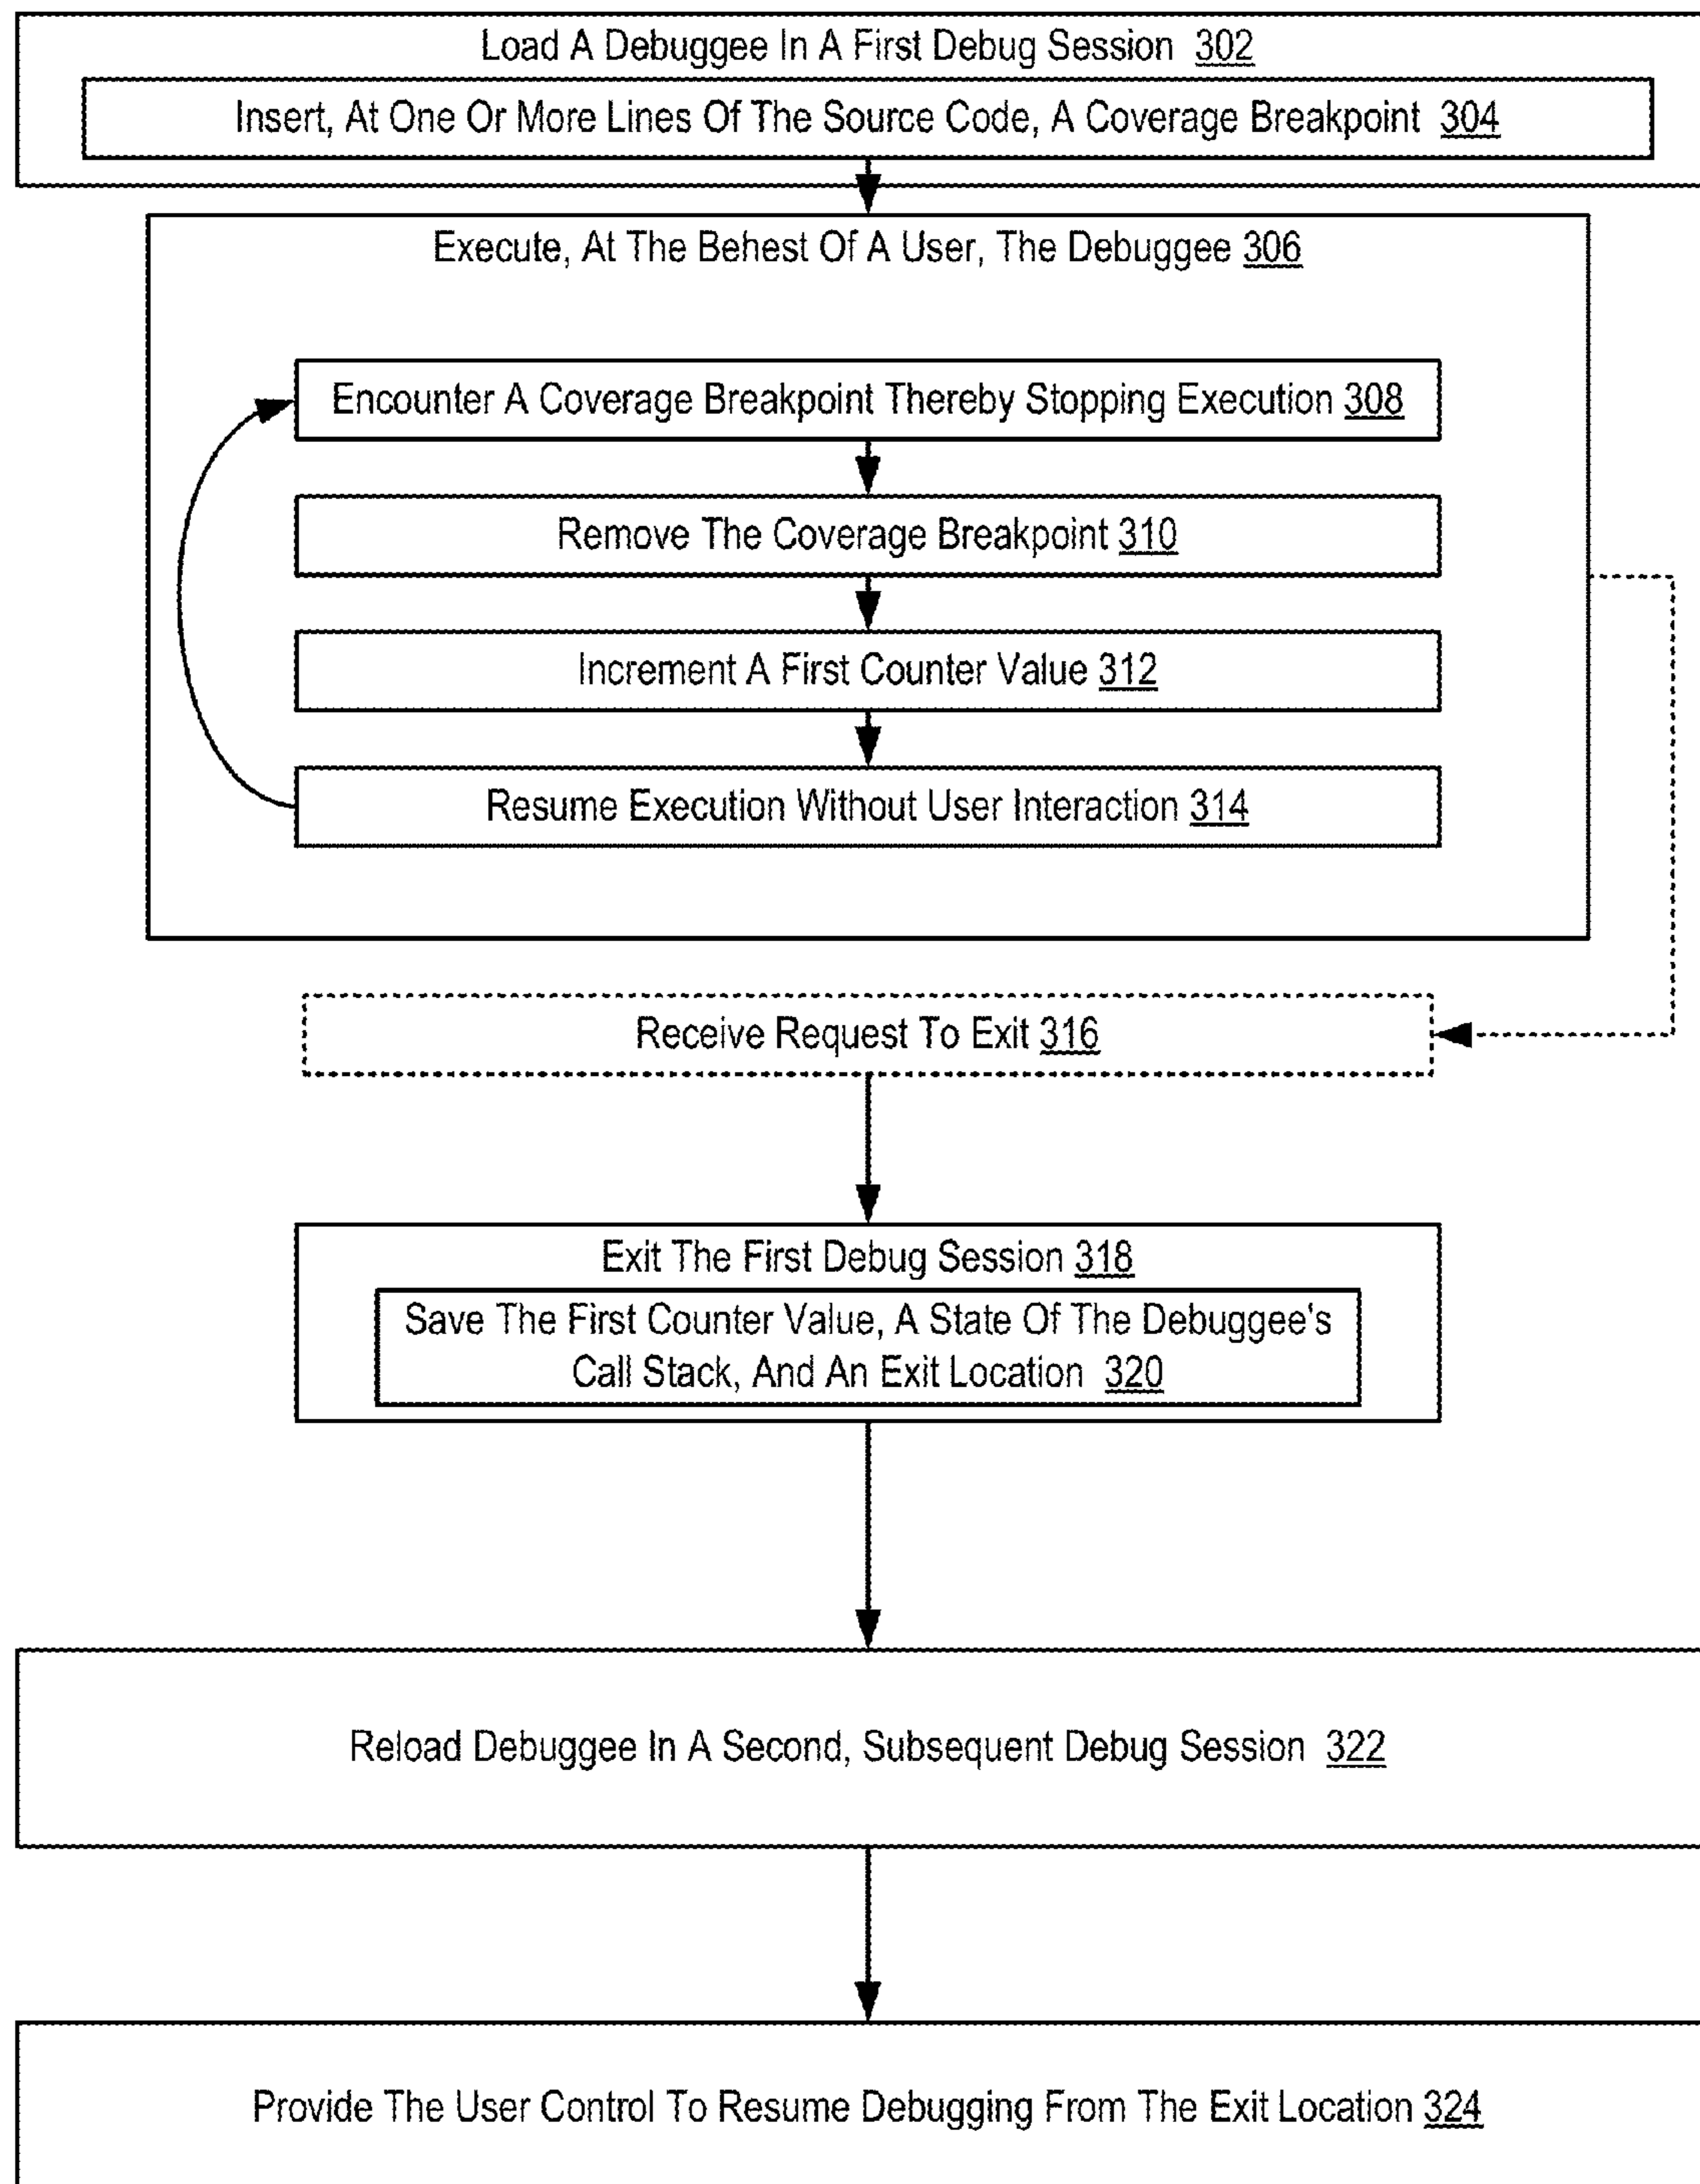 Load A Debuggee In A First Debug Session 302
Insert, At One Or More Lines Of The Source Code, A Coverage Breakpoint 304
Execute, At The Behest Of A User, The Debuggee 306
Encounter A Coverage Breakpoint Thereby Stopping Execution 308
Remove The Coverage Breakpoint 310
Increment A First Counter Value 312
Resume Execution Without User Interaction 314
Receive Request To Exit 316
Exit The First Debug Session 318
Save The First Counter Value, A State Of The Debuggee's
Call Stack, And An Exit Location 320
Reload Debuggee In A Second, Subsequent Debug Session 322
Provide The User Control To Resume Debugging From The Exit Location 324